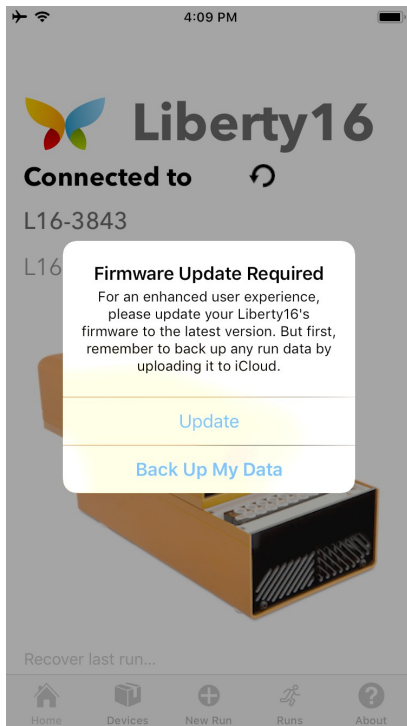 4:09 PM
Liberty16
Connected to
L16-3843
L16
Firmware Update Required
For an enhanced user experience,
please update your Liberty16's
firmware to the latest version. But first,
remember to back up any run data by
uploading it to iCloud.
Update
Back Up My Data
Recover last run...
Home Devices New Run Runs About